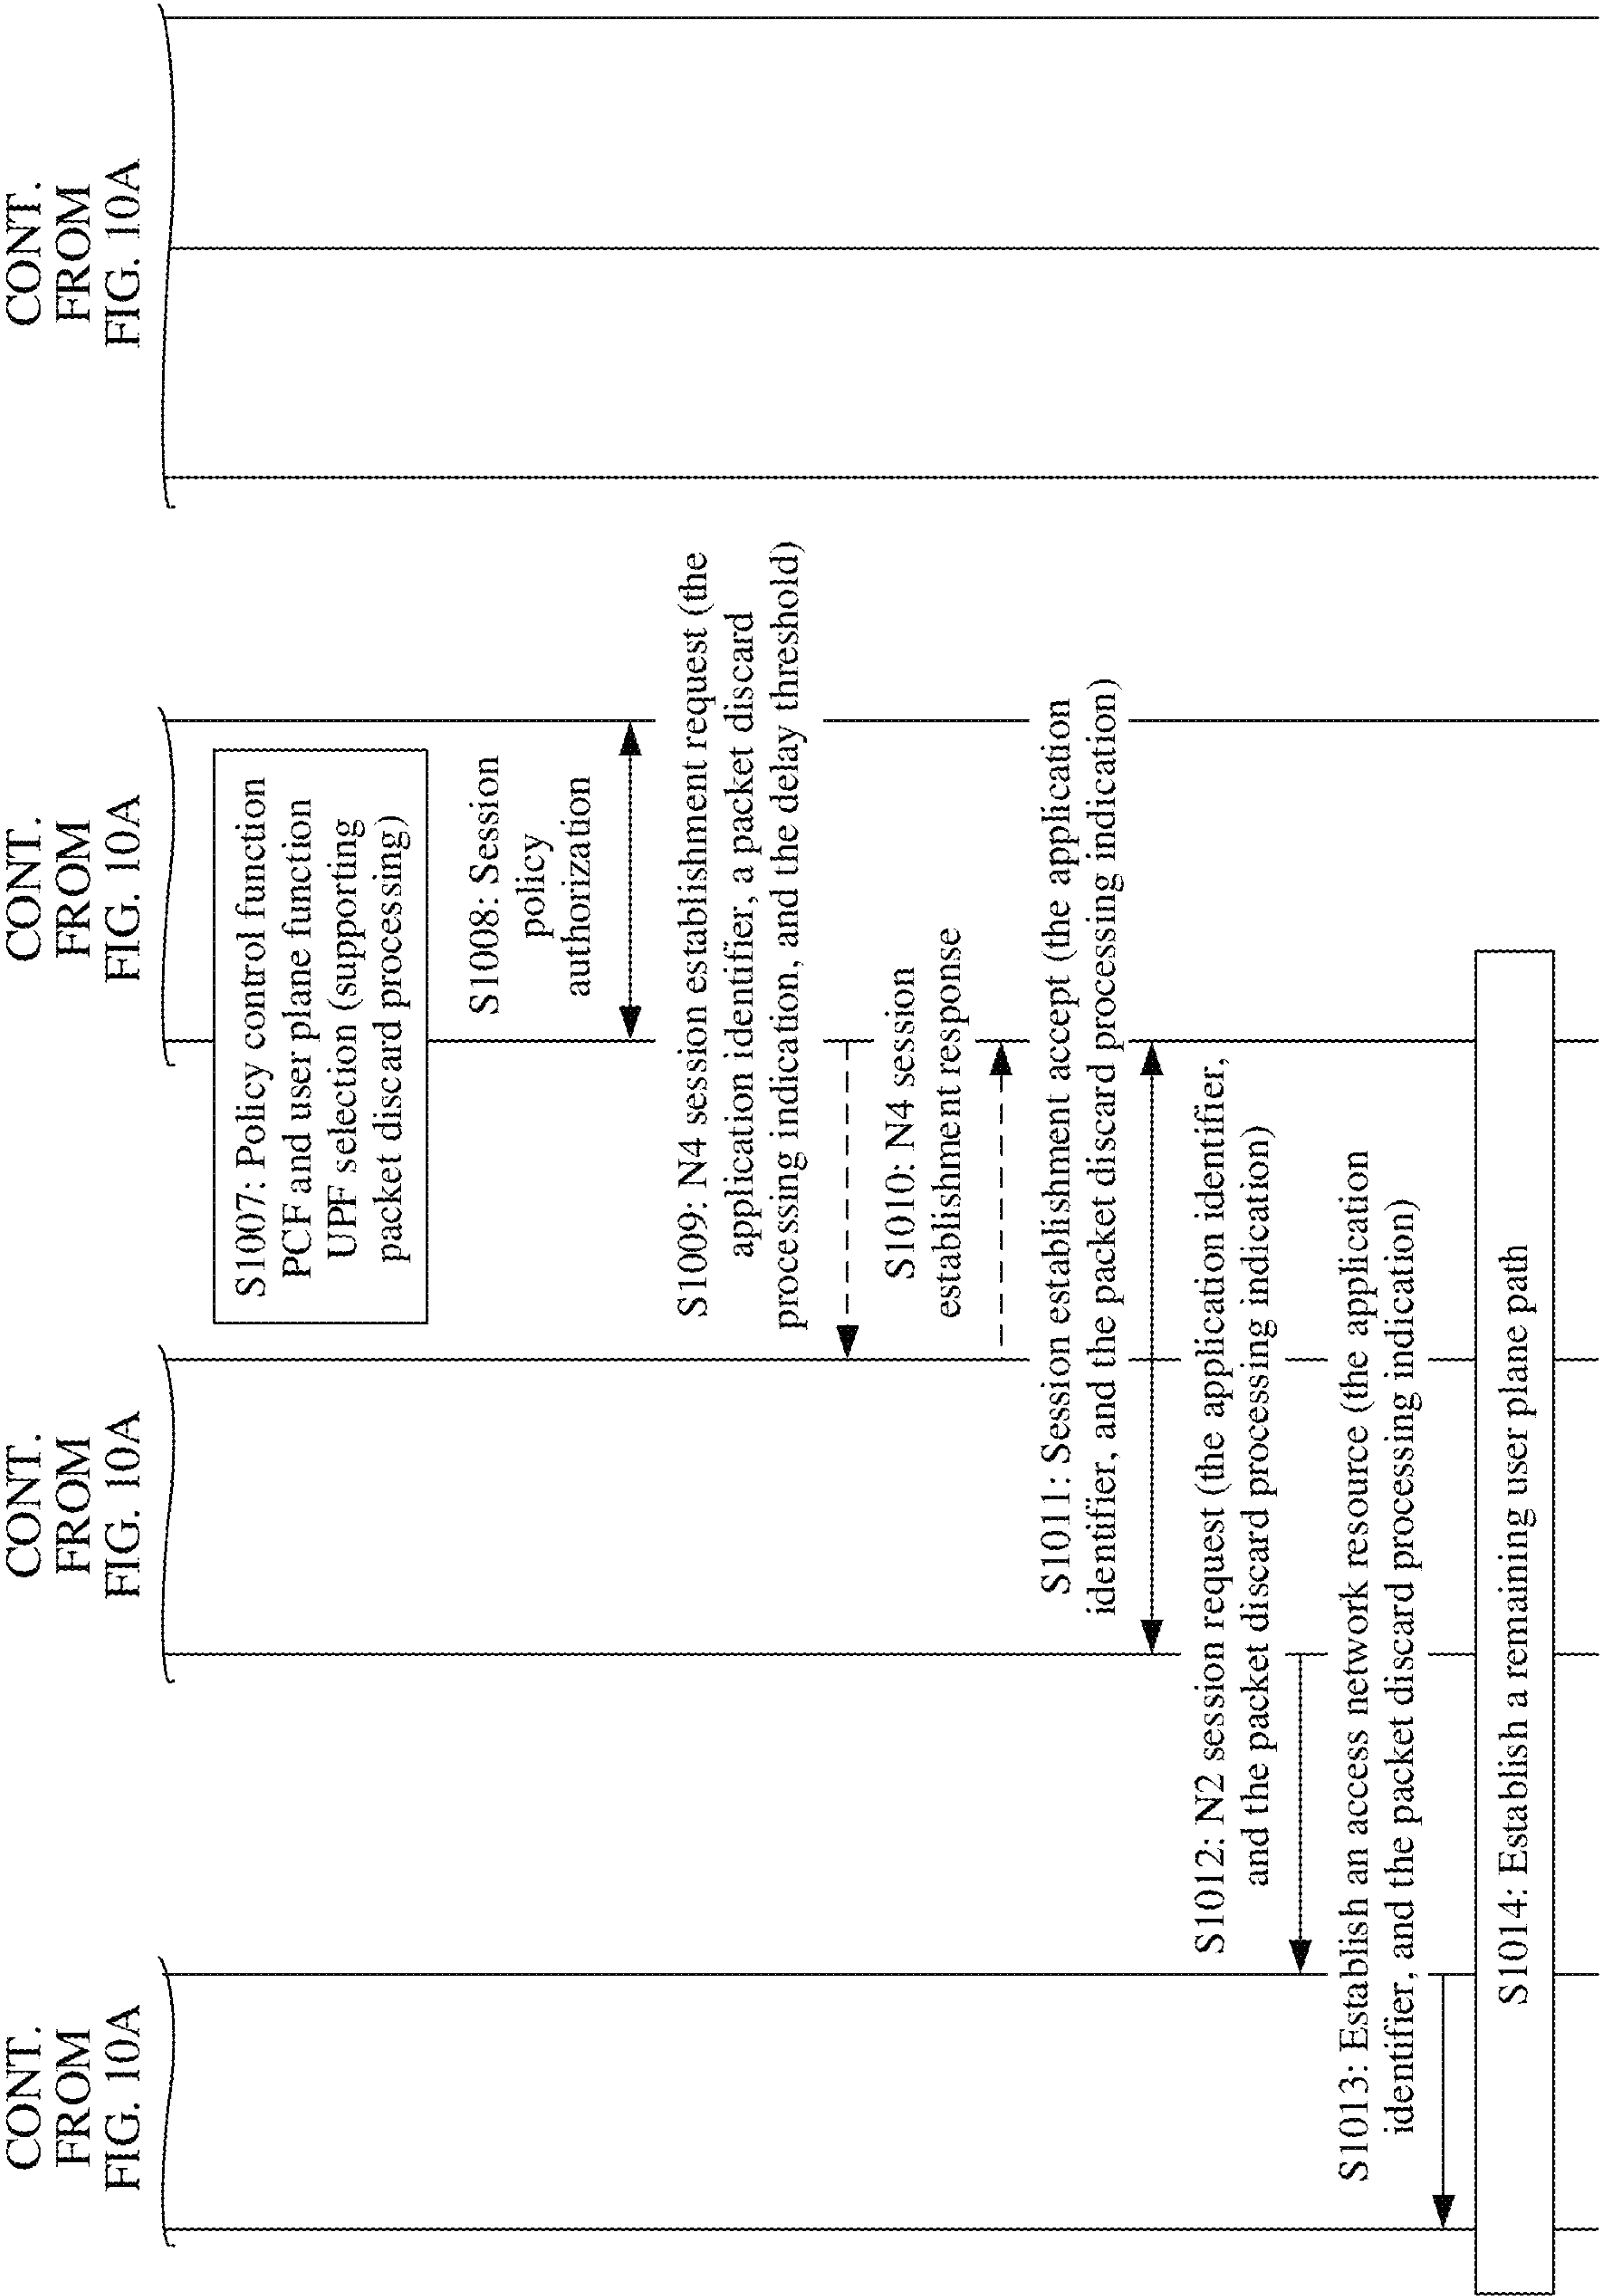 CONT.
FROM
FIG. 10A
CONT.
FROM
FIG. 10A
CONT.
FROM
FIG. 10A
CONT.
FROM
FIG. 10A
S1007: Policy control function
PCF and user plane function
UPF selection (supporting
packet discard processing)
S1008: Session
policy
authorization
S1009: N4 session establishment request (the
application identifier, a packet discard
processing indication, and the delay threshold)
S1010: N4 session
establishment response
S1011: Session establishment accept (the application
identifier, and the packet discard processing indication)
S1012: N2 session request (the application identifier,
and the packet discard processing indication)
S1013: Establish an access network resource (the application
identifier, and the packet discard processing indication)
S1014: Establish a remaining user plane path